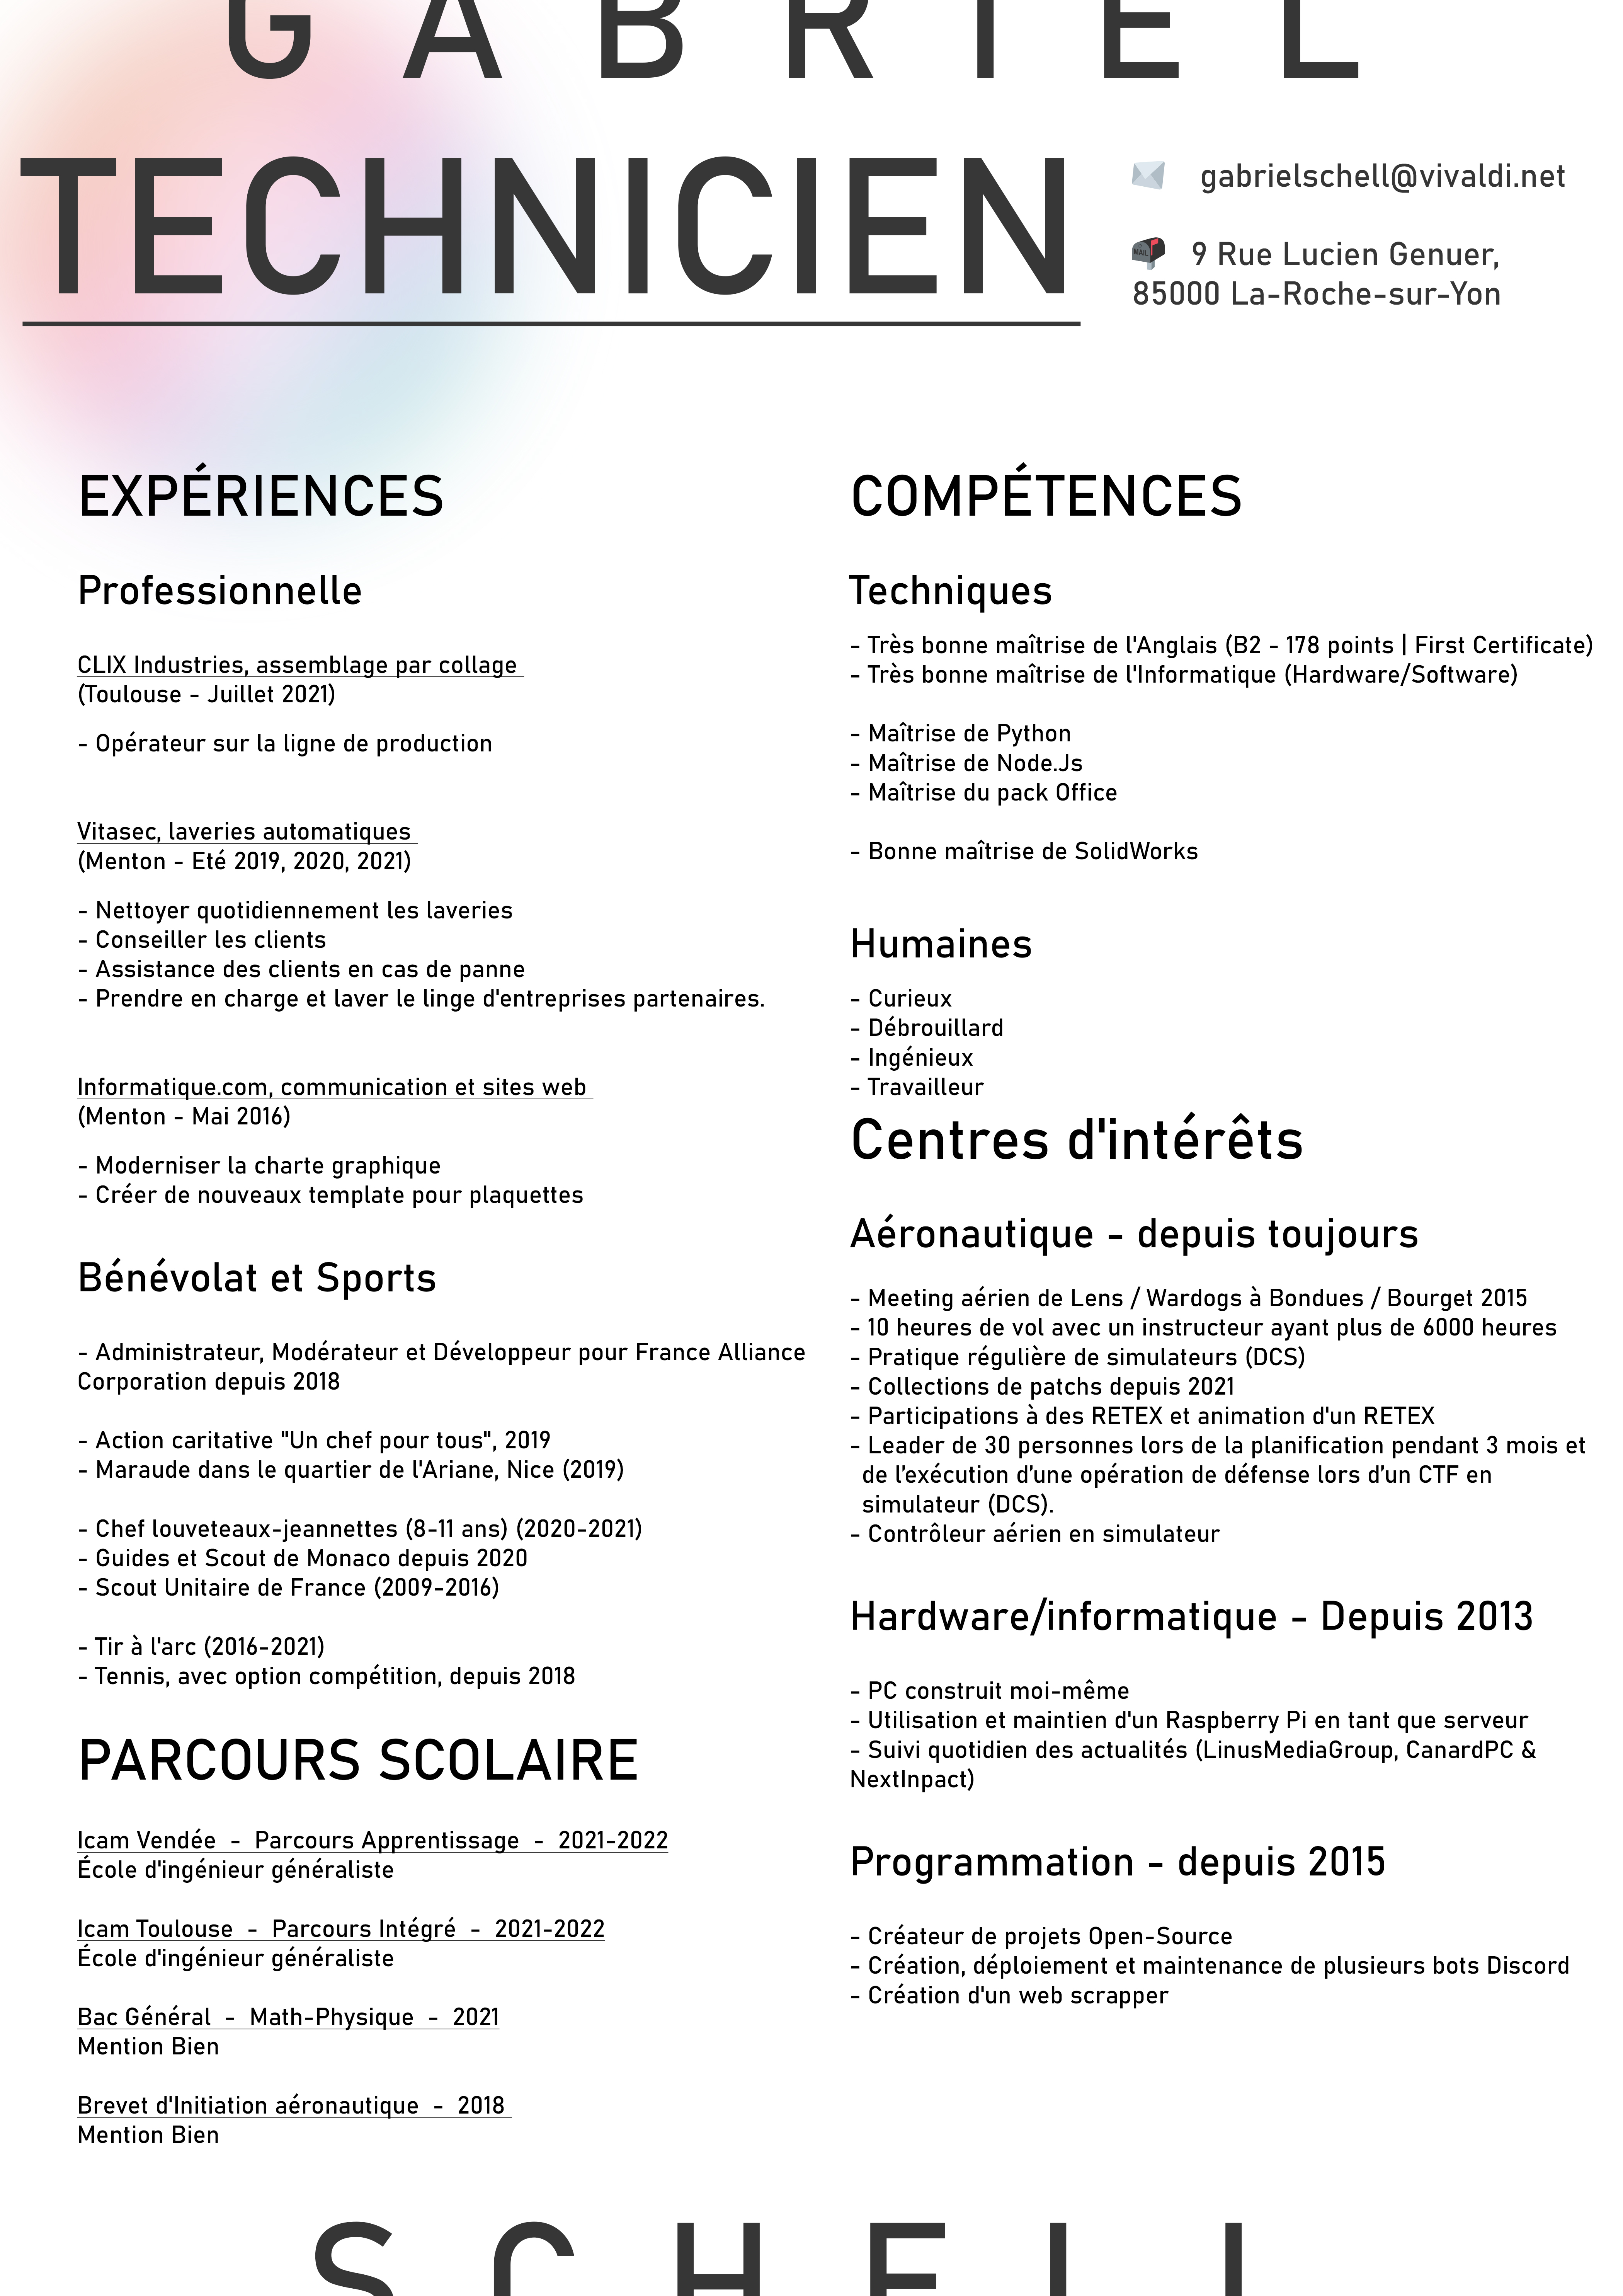 GABRIEL
TECHNICIEN
gabrielschell@vivaldi.net
MAIL
9 Rue Lucien Genuer,
85000 La-Roche-sur-Yon
EXPÉRIENCES
Professionnelle
CLIX Industries, assemblage par collage
(Toulouse - Juillet 2021)
- Opérateur sur la ligne de production
Vitasec, laveries automatiques
(Menton - Eté 2019, 2020, 2021)
- Nettoyer quotidiennement les laveries
- Conseiller les clients
- Assistance des clients en cas de panne
- Prendre en charge et laver le linge d'entreprises partenaires.
Informatique.com, communication et sites web
(Menton - Mai 2016)
- Moderniser la charte graphique
- Créer de nouveaux template pour plaquettes
Bénévolat et Sports
- Administrateur, Modérateur et Développeur pour France Alliance
Corporation depuis 2018
- Action caritative "Un chef pour tous", 2019
- Maraude dans le quartier de l'Ariane, Nice (2019)
- Chef louveteaux-jeannettes (8-11 ans) (2020-2021)
- Guides et Scout de Monaco depuis 2020
- Scout Unitaire de France (2009-2016)
- Tir à l'arc (2016-2021)
- Tennis, avec option compétition, depuis 2018
PARCOURS SCOLAIRE
Icam Vendée - Parcours Apprentissage - 2021-2022
École d'ingénieur généraliste
Icam Toulouse - Parcours Intégré - 2021-2022
École d'ingénieur généraliste
Bac Général - Math-Physique - 2021
Mention Bien
Brevet d'Initiation aéronautique - 2018
Mention Bien
COMPÉTENCES
Techniques
- Très bonne maîtrise de l'Anglais (B2 - 178 points | First Certificate)
- Très bonne maîtrise de l'Informatique (Hardware/Software)
- Maîtrise de Python
- Maîtrise de Node.Js
- Maîtrise du pack Office
- Bonne maîtrise de SolidWorks
Humaines
- Curieux
- Débrouillard
- Ingénieux
- Travailleur
Centres d'intérêts
Aéronautique - depuis toujours
- Meeting aérien de Lens / Wardogs à Bondues / Bourget 2015
- 10 heures de vol avec un instructeur ayant plus de 6000 heures
- Pratique régulière de simulateurs (DCS)
- Collections de patchs depuis 2021
- Participations à des RETEX et animation d'un RETEX
- Leader de 30 personnes lors de la planification pendant 3 mois et
de l’exécution d’une opération de défense lors d’un CTF en
simulateur (DCS).
- Contrôleur aérien en simulateur
Hardware/informatique - Depuis 2013
- PC construit moi-même
- Utilisation et maintien d'un Raspberry Pi en tant que serveur
- Suivi quotidien des actualités (LinusMediaGroup, CanardPC &
NextInpact)
Programmation - depuis 2015
- Créateur de projets Open-Source
- Création, déploiement et maintenance de plusieurs bots Discord
- Création d'un web scrapper
SCHELL